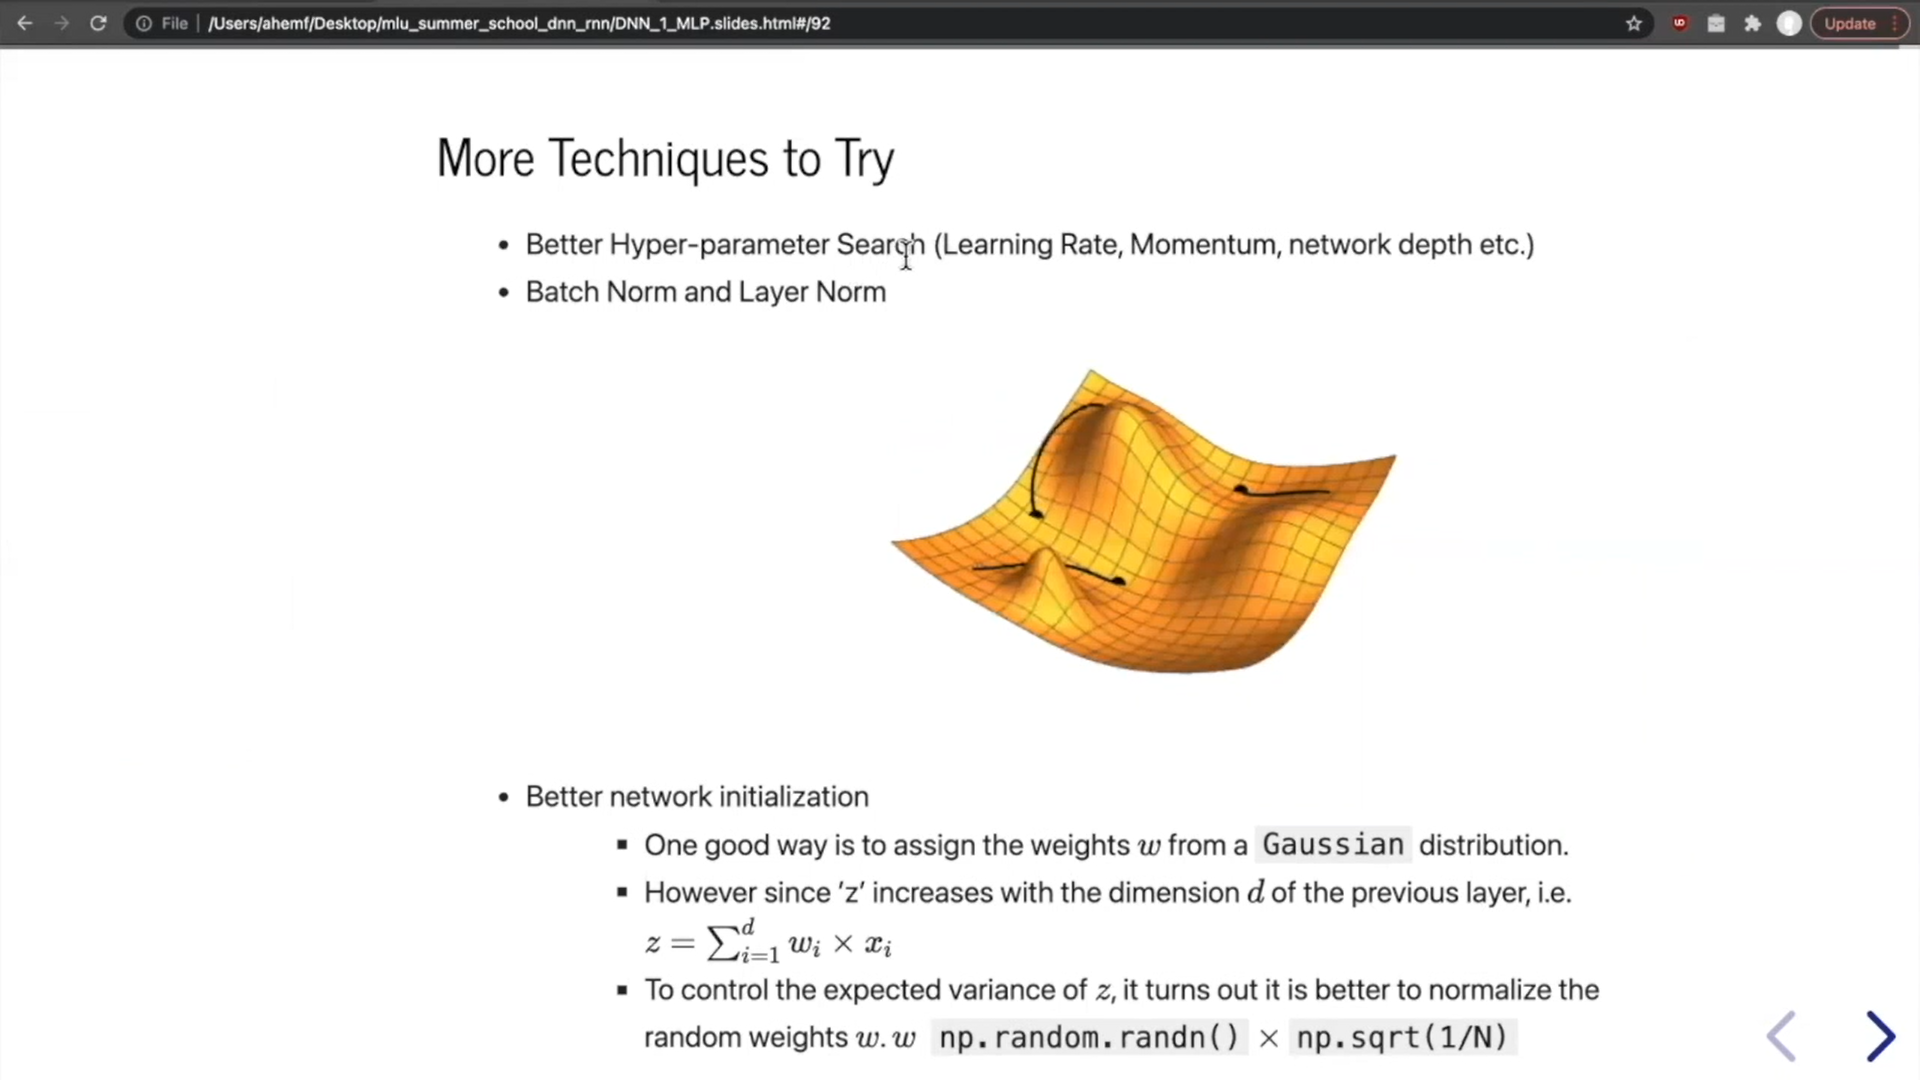 File | /Users/ahemf/Desktop/mlu_summer_school_dnn_rnn/DNN_1_MLP.slides.html#/92
Update
More Techniques to Try
• Better Hyper-parameter Search (Learning Rate, Momentum, network depth etc.)
• Batch Norm and Layer Norm
• Better network initialization
▪ One good way is to assign the weights w from a Gaussian distribution.
▪ However since 'z' increases with the dimension d of the previous layer, i.e.
z = ∑_{i=1}^{d} w_i × x_i
▪ To control the expected variance of z, it turns out it is better to normalize the
random weights w. w np.random.randn() × np.sqrt(1/N)